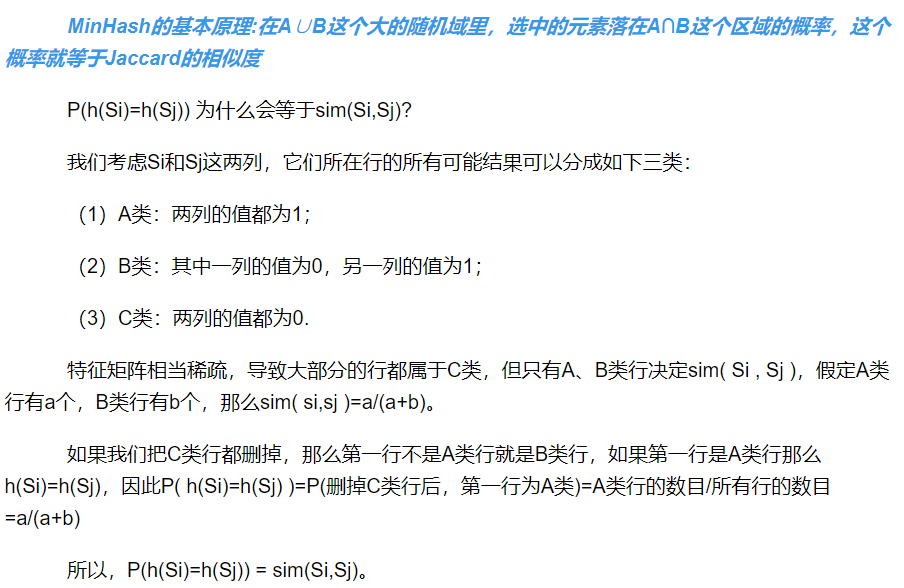 MinHash的基本原理:在A∪B这个大的随机域里，选中的元素落在A∩B这个区域的概率，这个
概率就等于Jaccard的相似度
P(h(Si)=h(Sj)) 为什么会等于sim(Si,Sj)?
我们考虑Si和Sj这两列，它们所在行的所有可能结果可以分成如下三类：
（1）A类：两列的值都为1；
（2）B类：其中一列的值为0，另一列的值为1；
（3）C类：两列的值都为0.
特征矩阵相当稀疏，导致大部分的行都属于C类，但只有A、B类行决定sim( Si , Sj )，假定A类
行有a个，B类行有b个，那么sim( si,sj )=a/(a+b)。
如果我们把C类行都删掉，那么第一行不是A类行就是B类行，如果第一行是A类行那么
h(Si)=h(Sj)，因此P( h(Si)=h(Sj) )=P(删掉C类行后，第一行为A类)=A类行的数目/所有行的数目
=a/(a+b)
所以，P(h(Si)=h(Sj)) = sim(Si,Sj)。